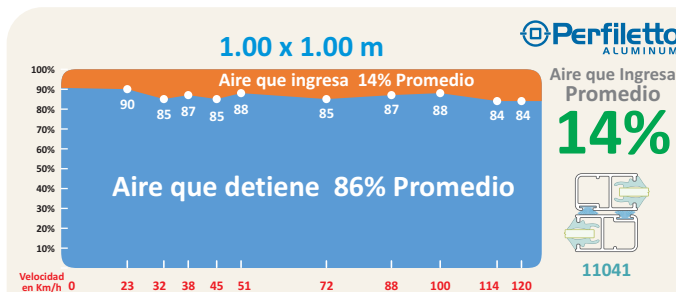 1.00 x 1.00 m
Perfiletto
ALUMINUM
100%
90%
80%
70%
60%
50%
40%
30%
20%
10%
Aire que ingresa 14% Promedio
90
85
87
85
88
85
87
88
84
84
Aire que detiene 86% Promedio
Velocidad
en Km/h
0 23 32 38 45 51 72 88 100 114 120
Aire que Ingresa
Promedio
14%
11041